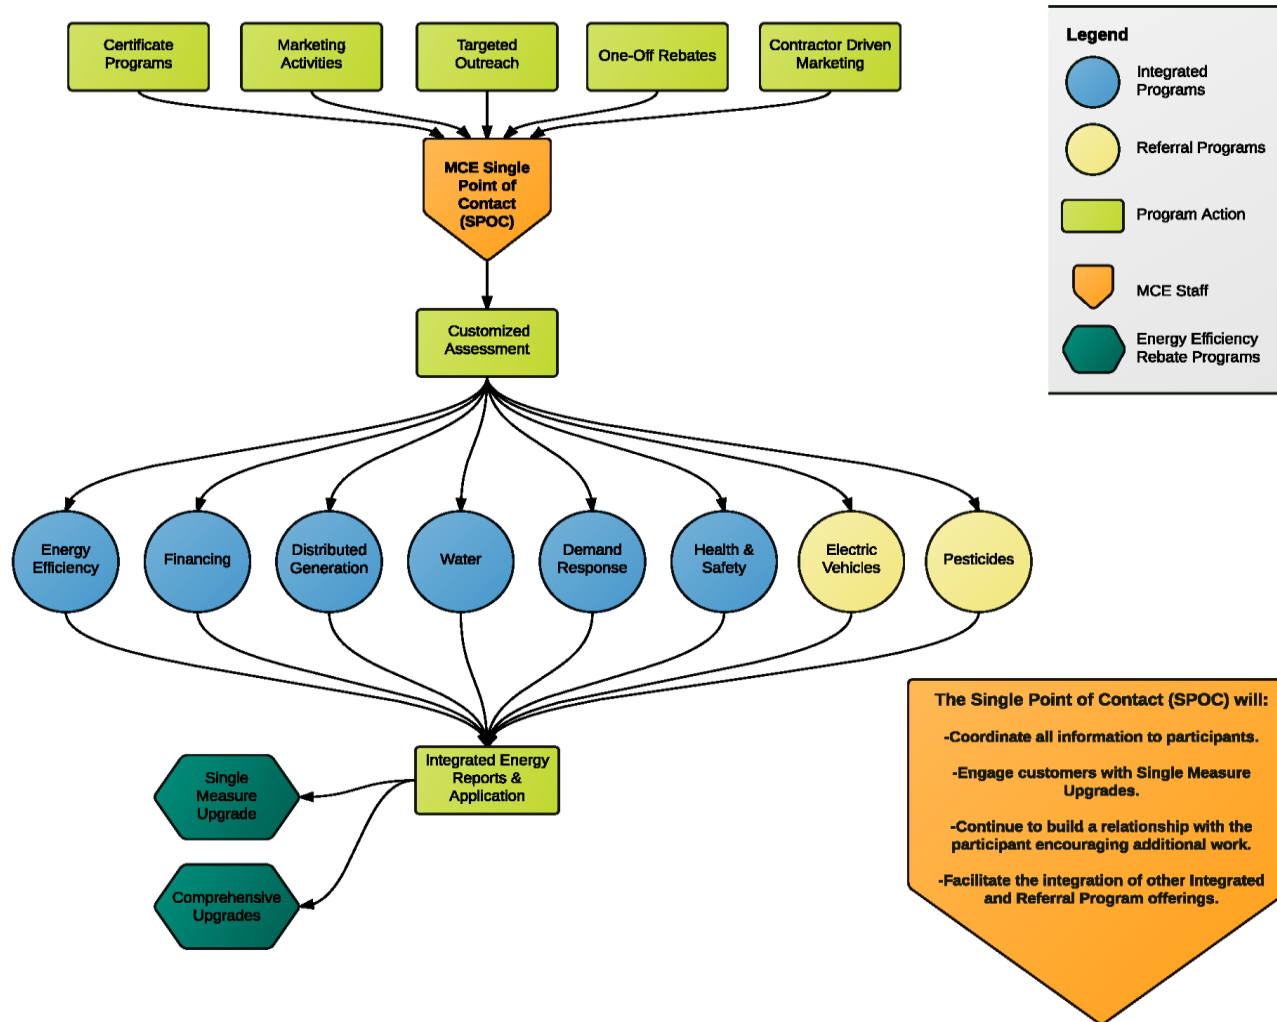 Certificate
Programs
Marketing
Activities
Targeted
Outreach
One-Off Rebates
Contractor Driven
Marketing
Legend
Integrated
Programs
Referral Programs
Program Action
MCE Staff
Energy Efficiency
Rebate Programs
MCE Single
Point of
Contact
(SPOC)
Customized
Assessment
Energy
Efficiency
Financing
Distributed
Generation
Water
Demand
Response
Health &
Safety
Electric
Vehicles
Pesticides
Integrated Energy
Reports &
Application
Single
Measure
Upgrade
Comprehensive
Upgrades
The Single Point of Contact (SPOC) will:
-Coordinate all information to participants.
-Engage customers with Single Measure
Upgrades.
-Continue to build a relationship with the
participant encouraging additional work.
-Facilitate the integration of other Integrated
and Referral Program offerings.